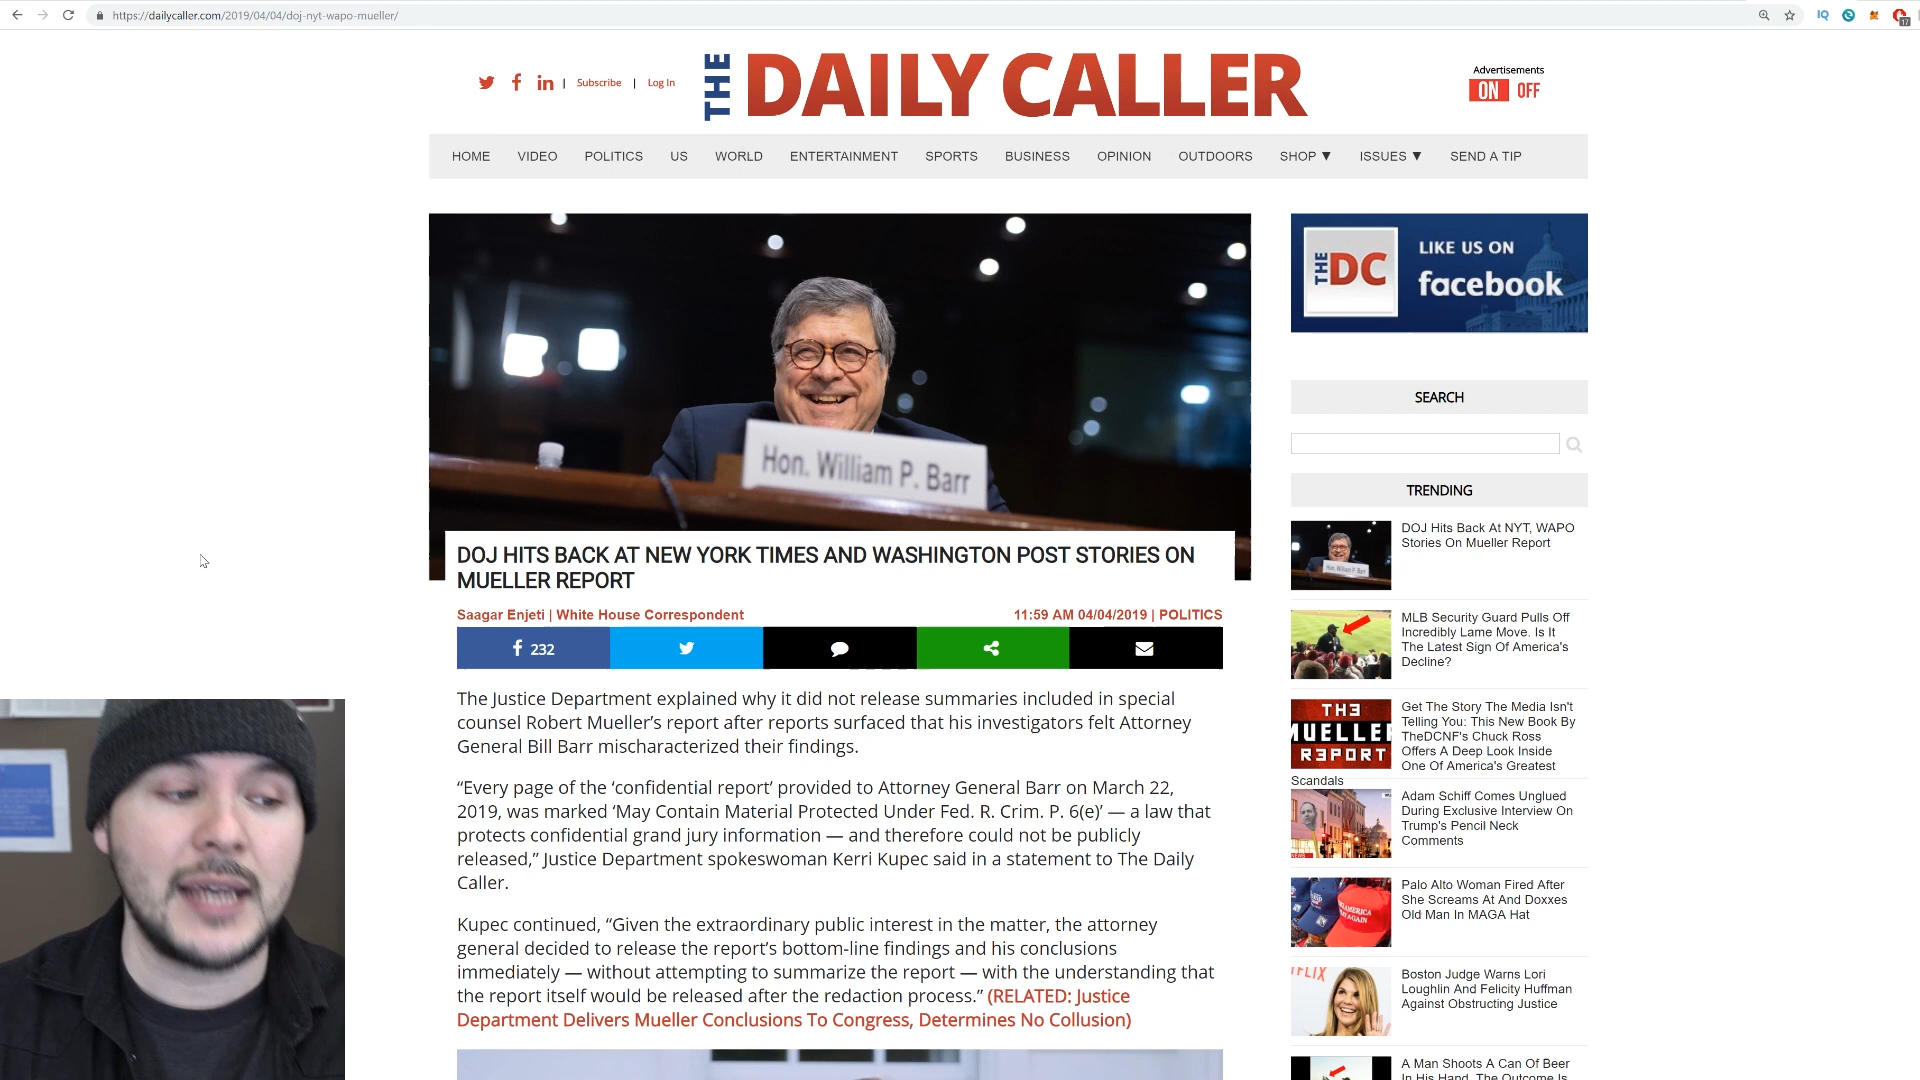 https://dailycaller.com/2019/04/04/doj-nyt-wapo-mueller/
IQ
17
| Subscribe | Log In
THE DAILY CALLER
Advertisements
ON OFF
HOME VIDEO POLITICS US WORLD ENTERTAINMENT SPORTS BUSINESS OPINION OUTDOORS SHOP ▼ ISSUES ▼ SEND A TIP
Hon. William P. Barr
DOJ HITS BACK AT NEW YORK TIMES AND WASHINGTON POST STORIES ON
MUELLER REPORT
Saagar Enjeti | White House Correspondent 11:59 AM 04/04/2019 | POLITICS
232
The Justice Department explained why it did not release summaries included in special
counsel Robert Mueller’s report after reports surfaced that his investigators felt Attorney
General Bill Barr mischaracterized their findings.
“Every page of the ‘confidential report’ provided to Attorney General Barr on March 22,
2019, was marked ‘May Contain Material Protected Under Fed. R. Crim. P. 6(e)’ — a law that
protects confidential grand jury information — and therefore could not be publicly
released,” Justice Department spokeswoman Kerri Kupec said in a statement to The Daily
Caller.
Kupec continued, “Given the extraordinary public interest in the matter, the attorney
general decided to release the report’s bottom-line findings and his conclusions
immediately — without attempting to summarize the report — with the understanding that
the report itself would be released after the redaction process.” (RELATED: Justice
Department Delivers Mueller Conclusions To Congress, Determines No Collusion)
THE DC
LIKE US ON
facebook
SEARCH
TRENDING
Hon. William P. Barr
DOJ Hits Back At NYT, WAPO
Stories On Mueller Report
MLB Security Guard Pulls Off
Incredibly Lame Move. Is It
The Latest Sign Of America's
Decline?
TH3
MUELLER
R3PORT
Get The Story The Media Isn't
Telling You: This New Book By
TheDCNF's Chuck Ross
Offers A Deep Look Inside
One Of America's Greatest
Scandals
Adam Schiff Comes Unglued
During Exclusive Interview On
Trump's Pencil Neck
Comments
Palo Alto Woman Fired After
She Screams At And Doxxes
Old Man In MAGA Hat
Boston Judge Warns Lori
Loughlin And Felicity Huffman
Against Obstructing Justice
A Man Shoots A Can Of Beer
In His Hand. The Outcome Is